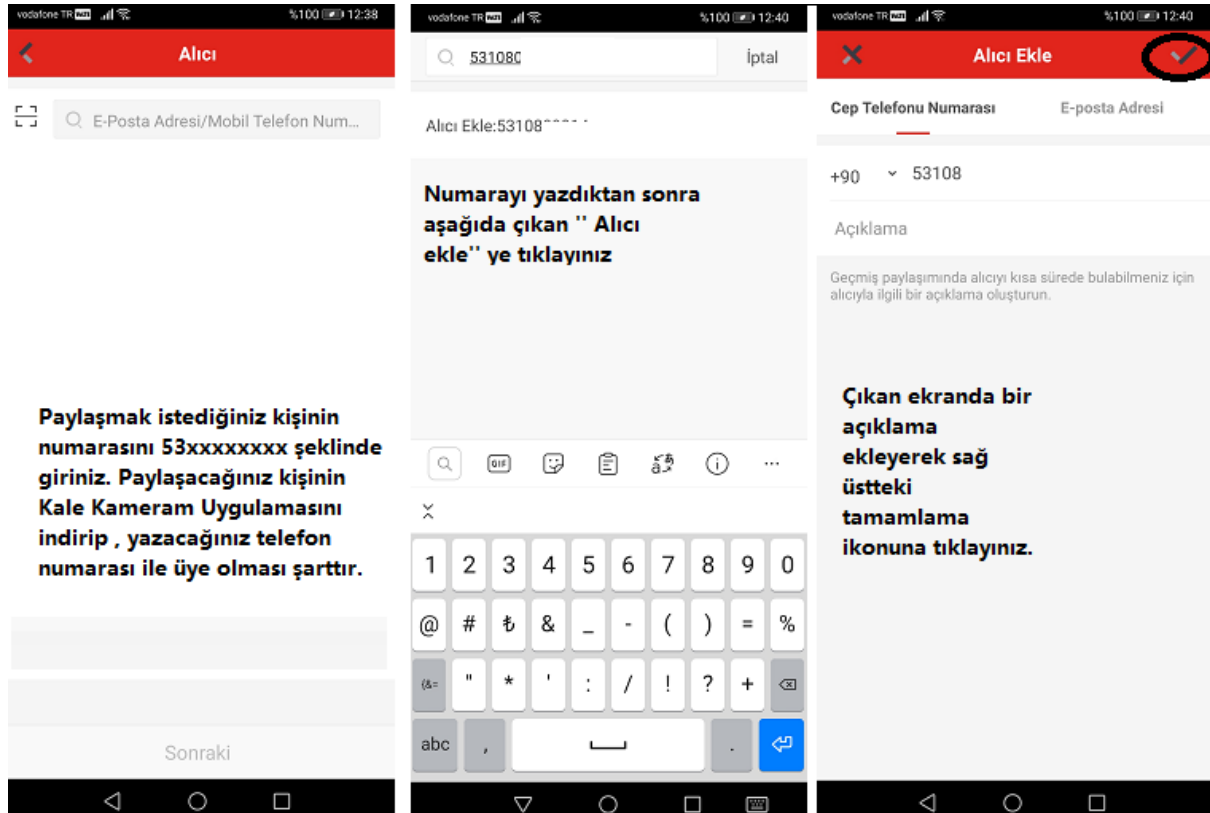 vodafone TR
%100 12:38
Alıcı
E-Posta Adresi/Mobil Telefon Num...
Paylaşmak istediğiniz kişinin
numarasını 53xxxxxxxx şeklinde
giriniz. Paylaşacağınız kişinin
Kale Kameram Uygulamasını
indirip , yazacağınız telefon
numarası ile üye olması şarttır.
Sonraki
vodafone TR
%100 12:40
53108
İptal
Alıcı Ekle:53108
Numarayı yazdıktan sonra
aşağıda çıkan '' Alıcı
ekle'' ye tıklayınız
GIF
1 2 3 4 5 6 7 8 9 0
@ # ₺ & _ - ( ) = %
(&= " * ' : / ! ? +
abc , .
vodafone TR
%100 12:40
Alıcı Ekle
Cep Telefonu Numarası
E-posta Adresi
+90 53108
Açıklama
Geçmiş paylaşımında alıcıyı kısa sürede bulabilmeniz için
alıcıyla ilgili bir açıklama oluşturun.
Çıkan ekranda bir
açıklama
ekleyerek sağ
üstteki
tamamlama
ikonuna tıklayınız.